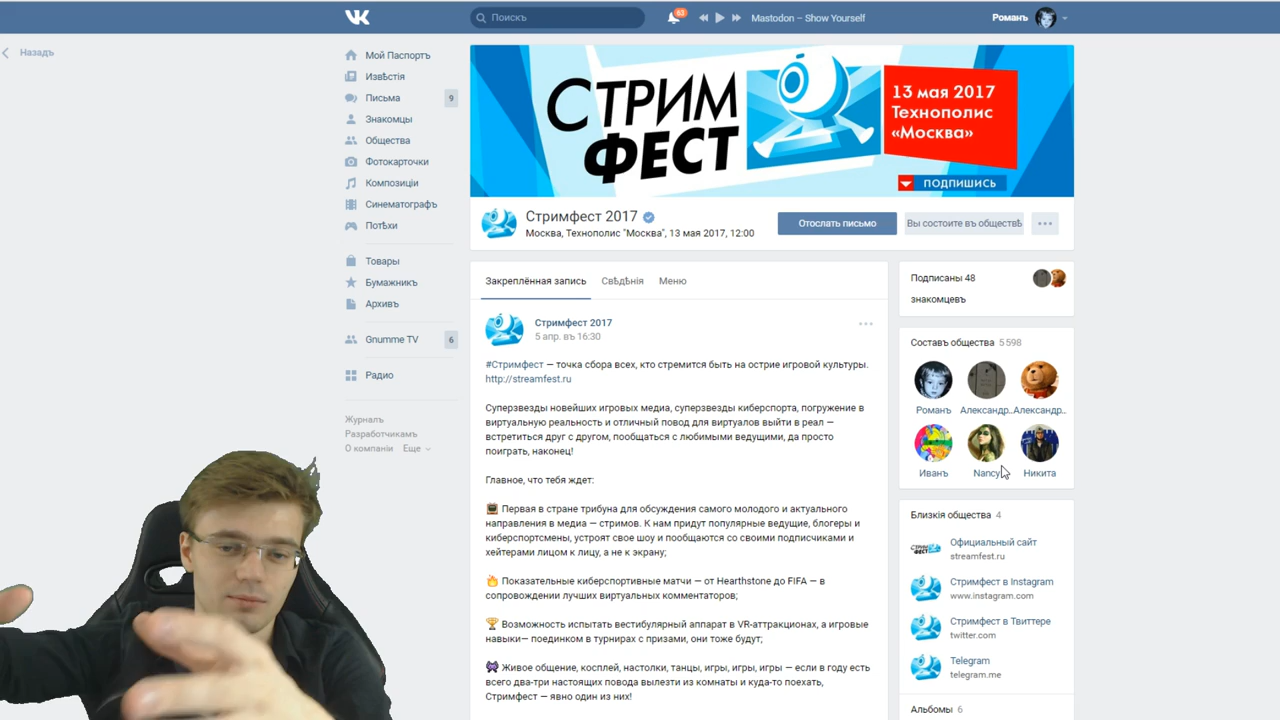 Поискъ
63
Mastodon – Show Yourself
Романъ
Назадъ
Мой Паспортъ
Извѣстія
Письма 9
Знакомцы
Общества
Фотокарточки
Композиціи
Синематографъ
Потѣхи
Товары
Бумажникъ
Архивъ
Gnumme TV 6
Радио
Журналъ
Разработчикамъ
О компаніи Еще
СТРИМ
ФЕСТ
13 мая 2017
Технополис
«Москва»
ПОДПИШИСЬ
Стримфест 2017
Москва, Технополис "Москва", 13 мая 2017, 12:00
Отослать письмо
Вы состоите въ обществѣ
Закреплённая запись Свѣдѣнія Меню
Стримфест 2017
5 апр. въ 16:30
#Стримфест — точка сбора всех, кто стремится быть на острие игровой культуры.
http://streamfest.ru
Суперзвезды новейших игровых медиа, суперзвезды киберспорта, погружение в
виртуальную реальность и отличный повод для виртуалов выйти в реал —
встретиться друг с другом, пообщаться с любимыми ведущими, да просто
поиграть, наконец!
Главное, что тебя ждет:
Первая в стране трибуна для обсуждения самого молодого и актуального
направления в медиа — стримов. К нам придут популярные ведущие, блогеры и
киберспортсмены, устроят свое шоу и пообщаются со своими подписчиками и
хейтерами лицом к лицу, а не к экрану;
Показательные киберспортивные матчи — от Hearthstone до FIFA — в
сопровождении лучших виртуальных комментаторов;
Возможность испытать вестибулярный аппарат в VR-аттракционах, а игровые
навыки— поединком в турнирах с призами, они тоже будут;
Живое общение, косплей, настолки, танцы, игры, игры, игры — если в году есть
всего два-три настоящих повода вылезти из комнаты и куда-то поехать,
Стримфест — явно один из них!
Подписаны 48
знакомцевъ
Составъ общества 5 598
Романъ Александр.. Александр..
Иванъ Nancy Никита
Близкія общества 4
Официальный сайт
streamfest.ru
Стримфест в Instagram
www.instagram.com
Стримфест в Твиттере
twitter.com
Telegram
telegram.me
Альбомы 6